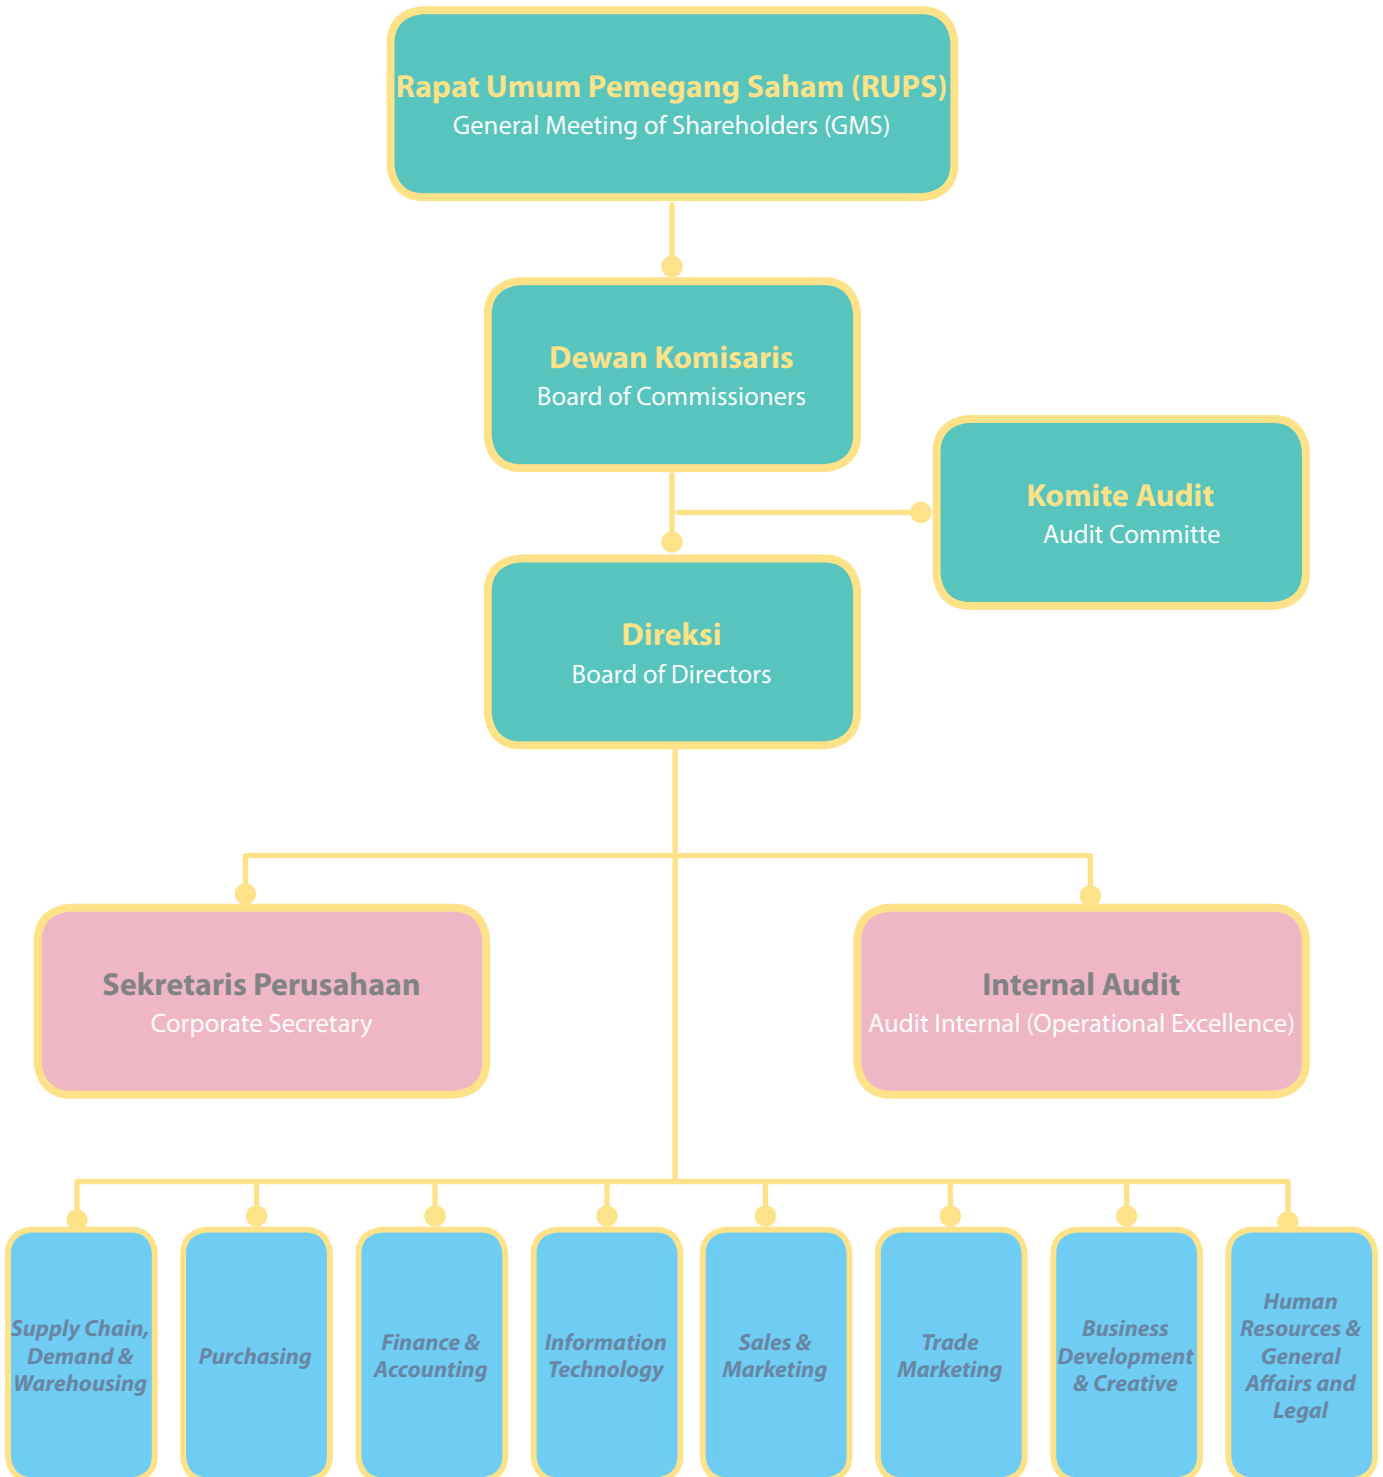 Rapat Umum Pemegang Saham (RUPS)
General Meeting of Shareholders (GMS)
Dewan Komisaris
Board of Commissioners
Komite Audit
Audit Committe
Direksi
Board of Directors
Sekretaris Perusahaan
Corporate Secretary
Internal Audit
Audit Internal (Operational Excellence)
Supply Chain,
Demand &
Warehousing
Purchasing
Finance &
Accounting
Information
Technology
Sales &
Marketing
Trade
Marketing
Business
Development
& Creative
Human
Resources &
General
Affairs and
Legal